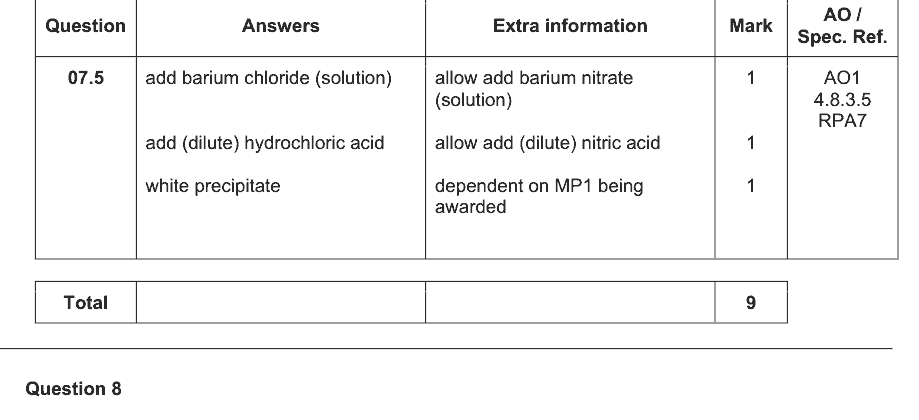 Question Answers Extra information Mark AO / Spec. Ref.
07.5 add barium chloride (solution) allow add barium nitrate (solution) 1 AO1 4.8.3.5 RPA7
add (dilute) hydrochloric acid allow add (dilute) nitric acid 1
white precipitate dependent on MP1 being awarded 1
Total 9
Question 8